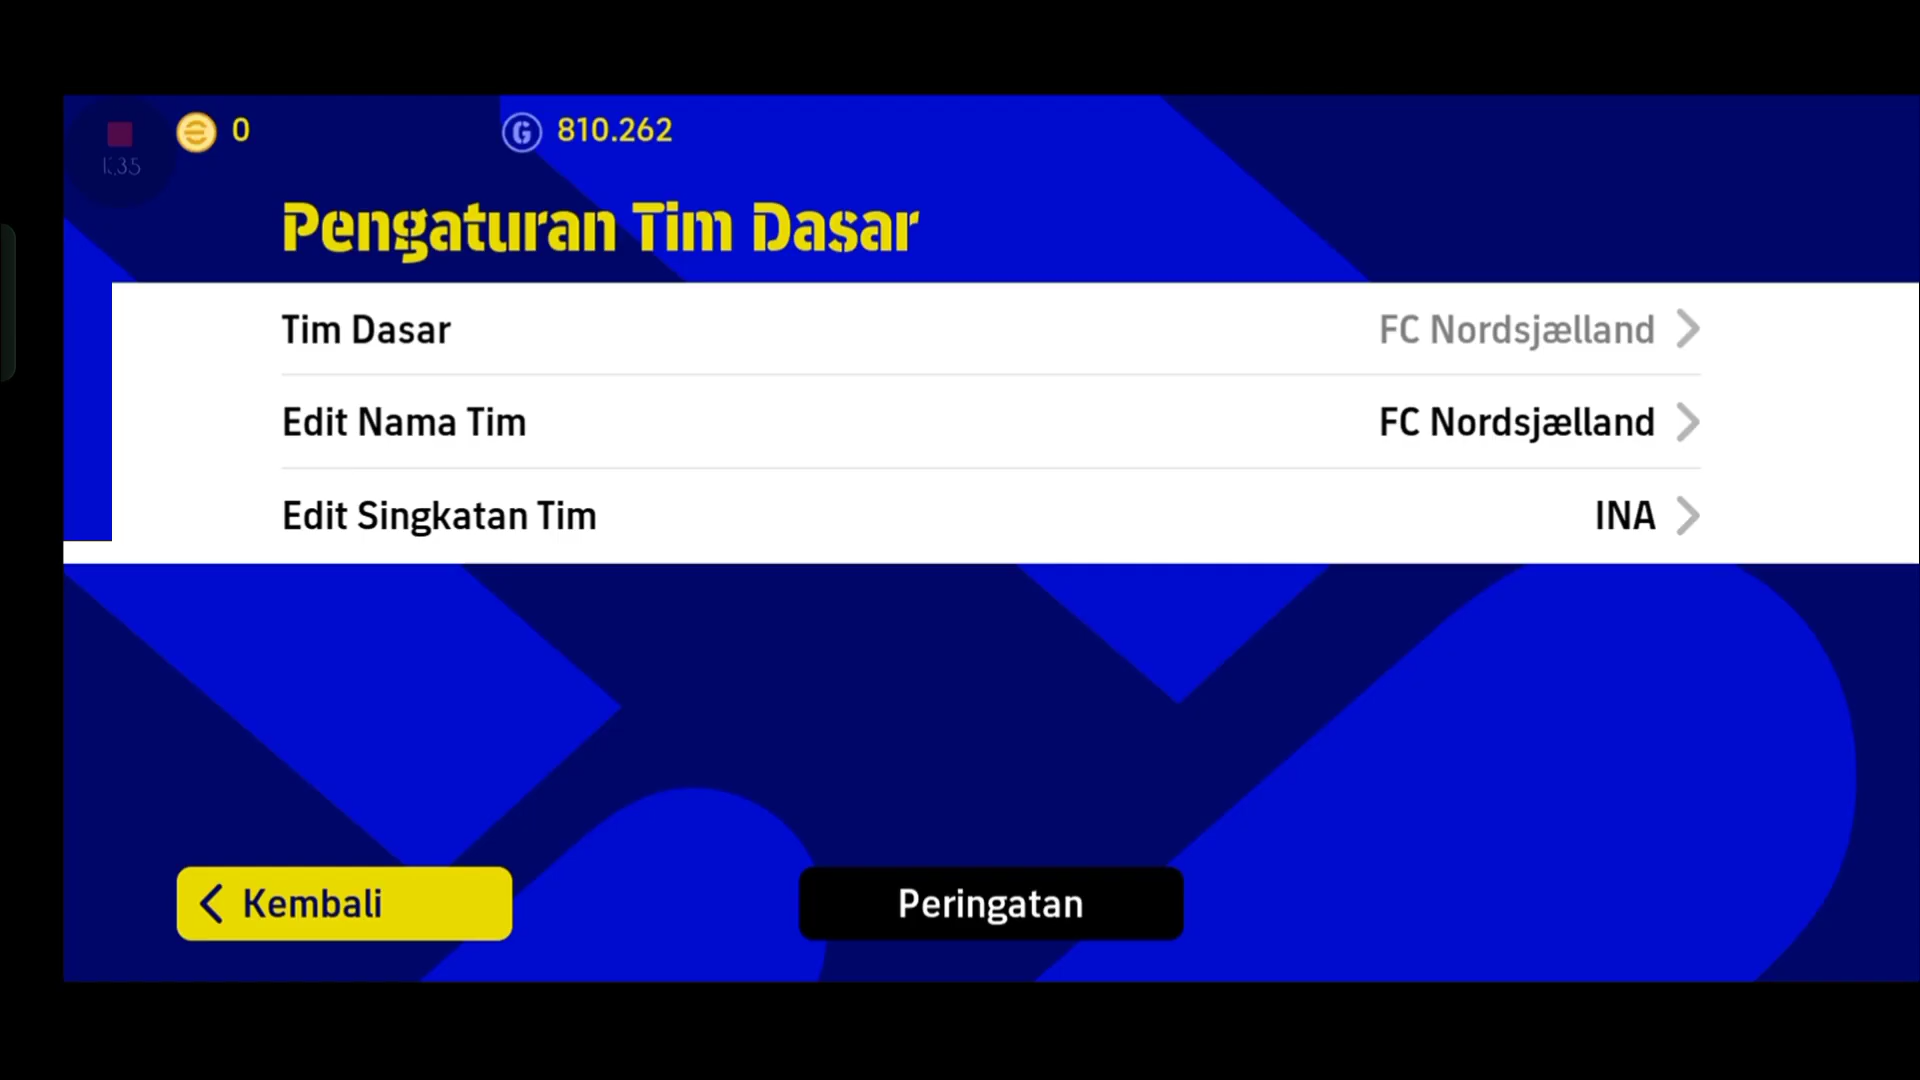 0
810.262
Pengaturan Tim Dasar
Tim Dasar FC Nordsjælland
Edit Nama Tim FC Nordsjælland
Edit Singkatan Tim INA
Kembali
Peringatan